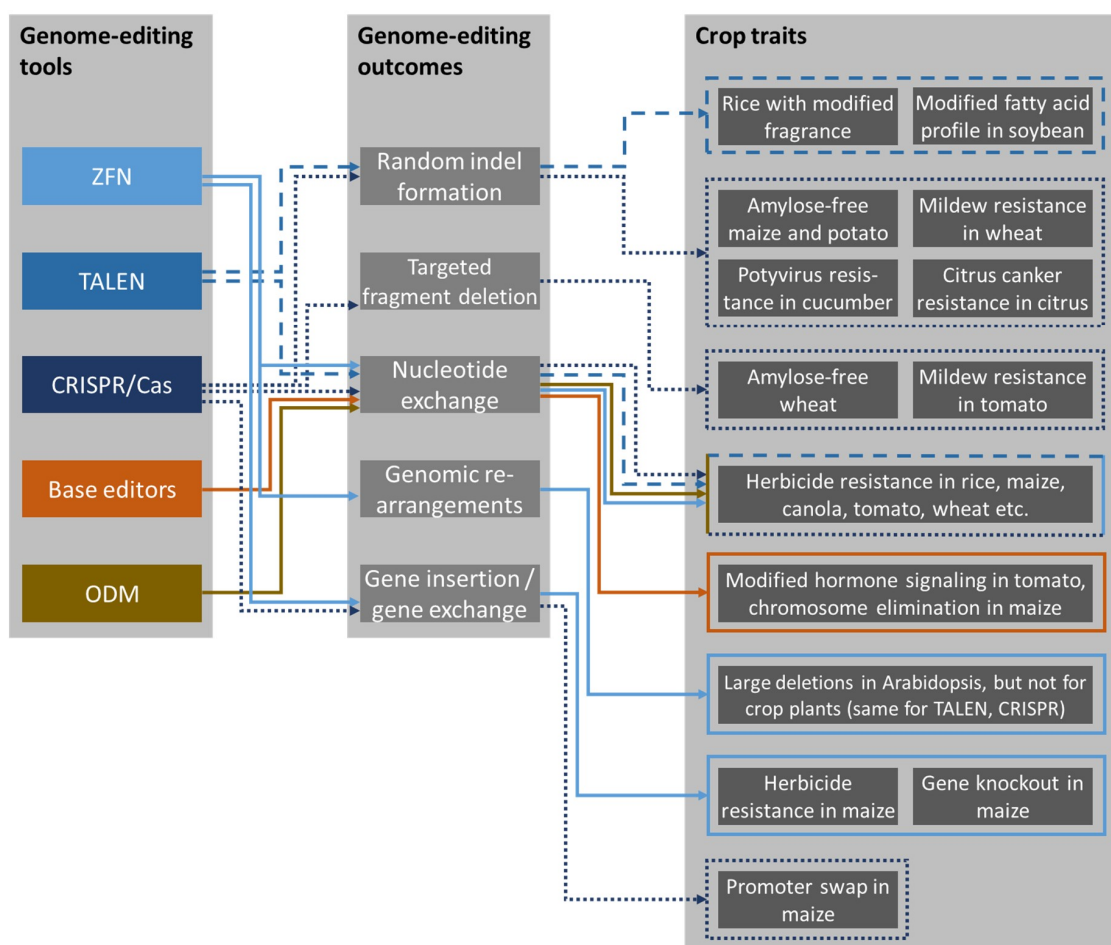 Genome-editing
tools
ZFN
TALEN
CRISPR/Cas
Base editors
ODM
Genome-editing
outcomes
Random indel
formation
Targeted
fragment deletion
Nucleotide
exchange
Genomic re-
arrangements
Gene insertion /
gene exchange
Crop traits
Rice with modified
fragrance
Modified fatty acid
profile in soybean
Amylose-free
maize and potato
Mildew resistance
in wheat
Potyvirus resis-
tance in cucumber
Citrus canker
resistance in citrus
Amylose-free
wheat
Mildew resistance
in tomato
Herbicide resistance in rice, maize,
canola, tomato, wheat etc.
Modified hormone signaling in tomato,
chromosome elimination in maize
Large deletions in Arabidopsis, but not for
crop plants (same for TALEN, CRISPR)
Herbicide
resistance in maize
Gene knockout in
maize
Promoter swap in
maize